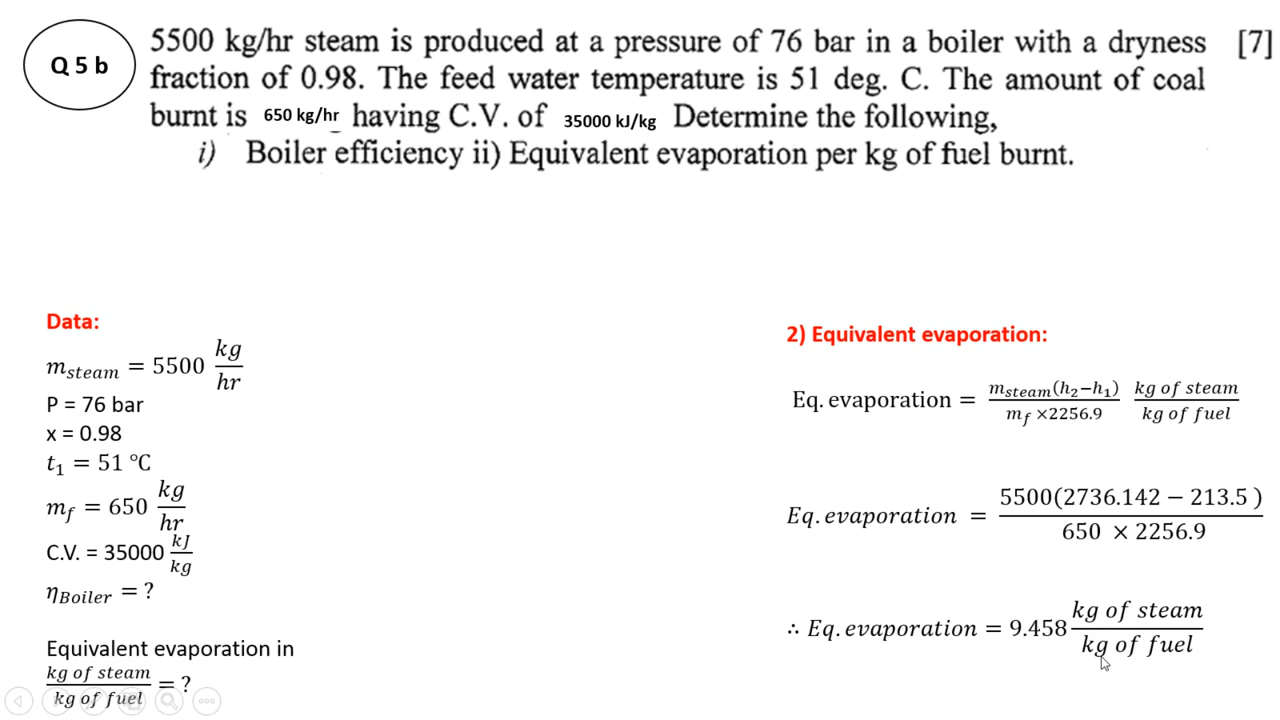 Q 5 b
5500 kg/hr steam is produced at a pressure of 76 bar in a boiler with a dryness [7]
fraction of 0.98. The feed water temperature is 51 deg. C. The amount of coal
burnt is 650 kg/hr having C.V. of 35000 kJ/kg Determine the following,
i) Boiler efficiency ii) Equivalent evaporation per kg of fuel burnt.
Data:
m_steam = 5500 kg/hr
P = 76 bar
x = 0.98
t_1 = 51 ℃
m_f = 650 kg/hr
C.V. = 35000 kJ/kg
η_Boiler = ?
Equivalent evaporation in
kg of steam/kg of fuel = ?
2) Equivalent evaporation:
Eq. evaporation = m_steam(h_2−h_1)/m_f ×2256.9 kg of steam/kg of fuel
Eq. evaporation = 5500(2736.142 − 213.5 )/650 × 2256.9
∴ Eq. evaporation = 9.458 kg of steam/kg of fuel